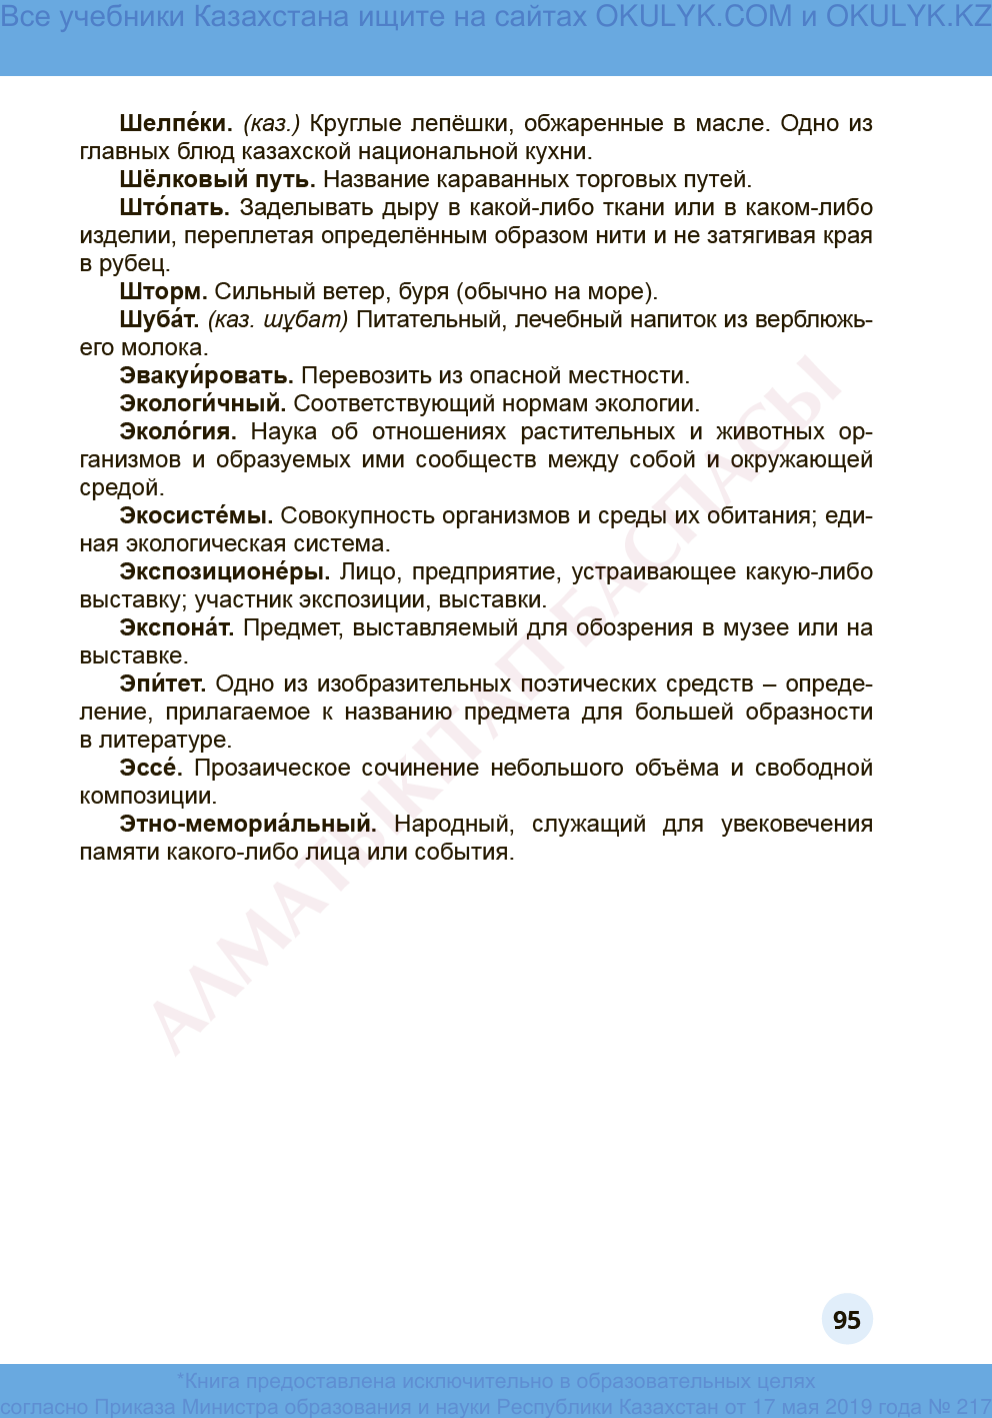 Все учебники Казахстана ищите на сайтах OKULYK.COM и OKULYK.KZ
Шелпе́ки. (каз.) Круглые лепёшки, обжаренные в масле. Одно из
главных блюд казахской национальной кухни.
Шёлковый путь. Название караванных торговых путей.
Што́пать. Заделывать дыру в какой-либо ткани или в каком-либо
изделии, переплетая определённым образом нити и не затягивая края
в рубец.
Шторм. Сильный ветер, буря (обычно на море).
Шуба́т. (каз. шұбат) Питательный, лечебный напиток из верблюжь-
его молока.
Эвакуи́ровать. Перевозить из опасной местности.
Экологи́чный. Соответствующий нормам экологии.
Эколо́гия. Наука об отношениях растительных и животных ор-
ганизмов и образуемых ими сообществ между собой и окружающей
средой.
Экосисте́мы. Совокупность организмов и среды их обитания; еди-
ная экологическая система.
Экспозиционе́ры. Лицо, предприятие, устраивающее какую-либо
выставку; участник экспозиции, выставки.
Экспона́т. Предмет, выставляемый для обозрения в музее или на
выставке.
Эпи́тет. Одно из изобразительных поэтических средств – опреде-
ление, прилагаемое к названию предмета для большей образности
в литературе.
Эссе́. Прозаическое сочинение небольшого объёма и свободной
композиции.
Этно-мемориа́льный. Народный, служащий для увековечения
памяти какого-либо лица или события.
АЛМАТЫКІТАП БАСПАСЫ
95
*Книга предоставлена исключительно в образовательных целях
согласно Приказа Министра образования и науки Республики Казахстан от 17 мая 2019 года № 217